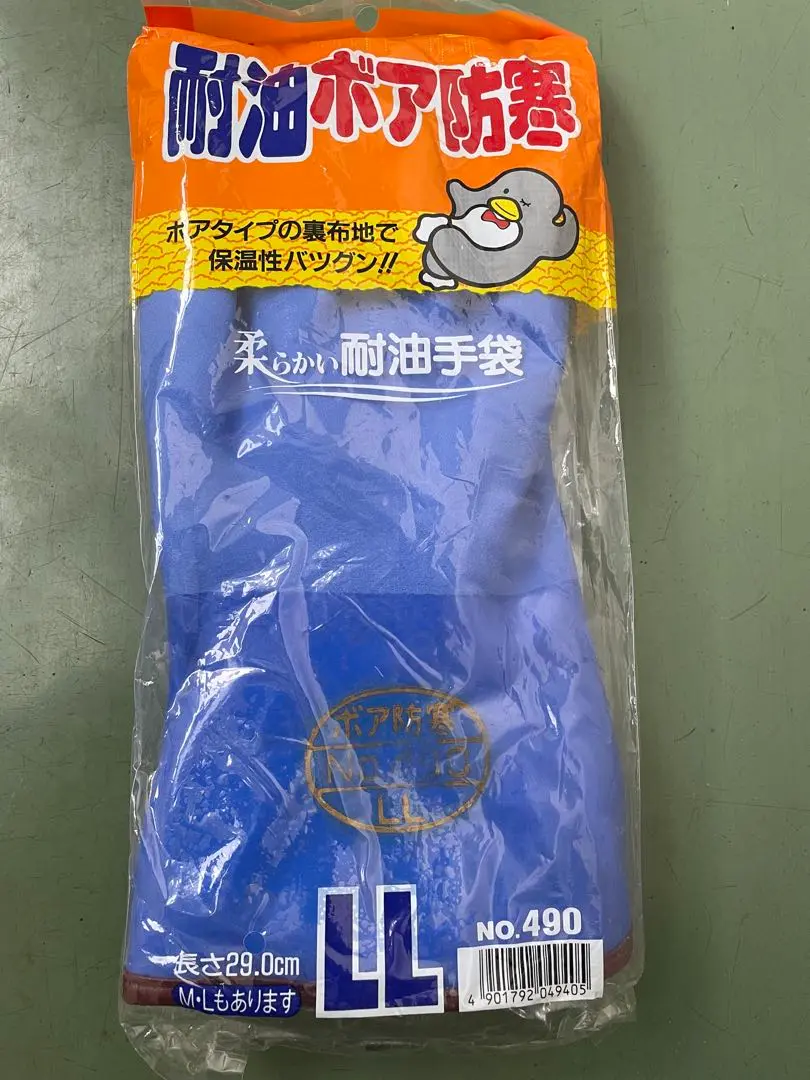 耐油ボア防寒
ボアタイプの裏布地で
保温性バツグン!!
柔らかい耐油手袋
ボア防寒
LL
LL
NO.490
長さ29.0cm
M・Lもあります
4 901792 049405